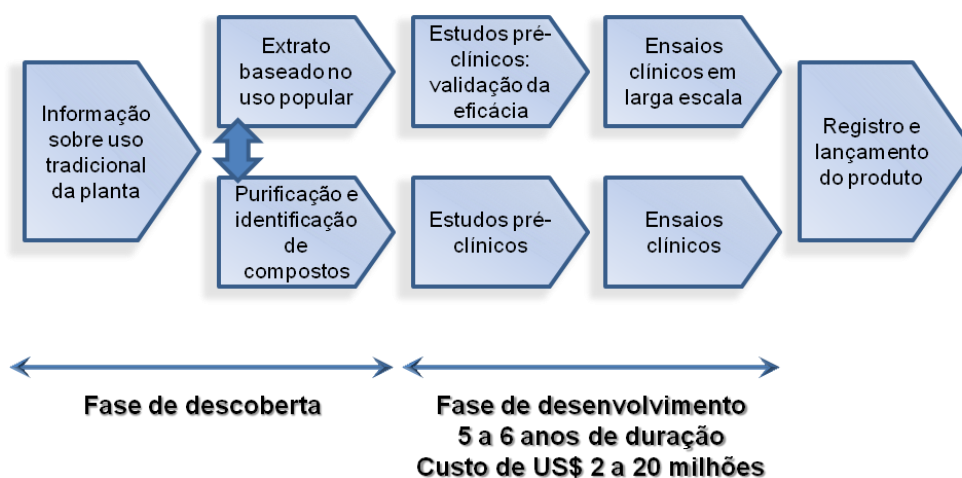 Informação
sobre uso
tradicional
da planta
Extrato
baseado no
uso popular
Purificação e
identificação
de
compostos
Estudos pré-
clínicos:
validação da
eficácia
Estudos pré-
clínicos
Ensaios
clínicos em
larga escala
Ensaios
clínicos
Registro e
lançamento
do produto
Fase de descoberta
Fase de desenvolvimento
5 a 6 anos de duração
Custo de US$ 2 a 20 milhões